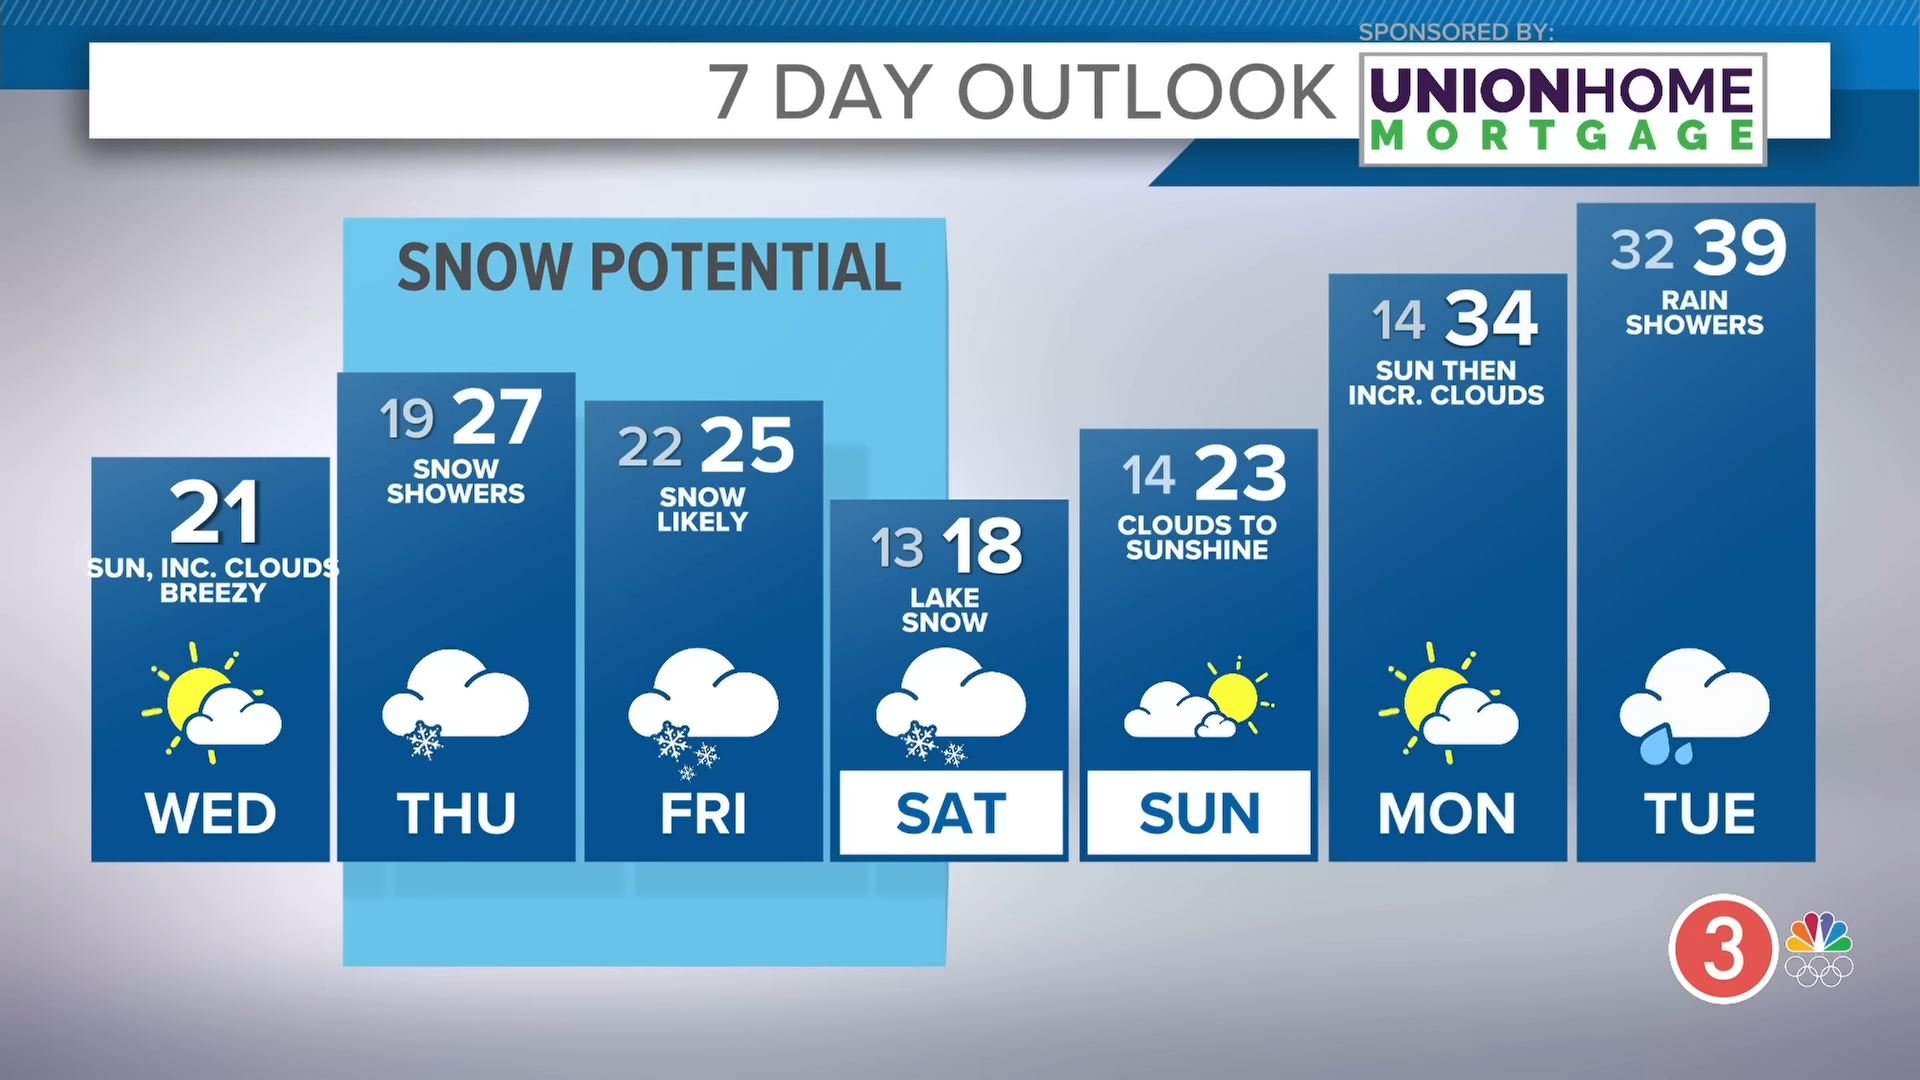 SPONSORED BY:
7 DAY OUTLOOK
UNIONHOME
MORTGAGE
SNOW POTENTIAL
21
SUN, INC. CLOUDS
BREEZY
WED
19 27
SNOW
SHOWERS
THU
22 25
SNOW
LIKELY
FRI
13 18
LAKE
SNOW
SAT
14 23
CLOUDS TO
SUNSHINE
SUN
14 34
SUN THEN
INCR. CLOUDS
MON
32 39
RAIN
SHOWERS
TUE
3